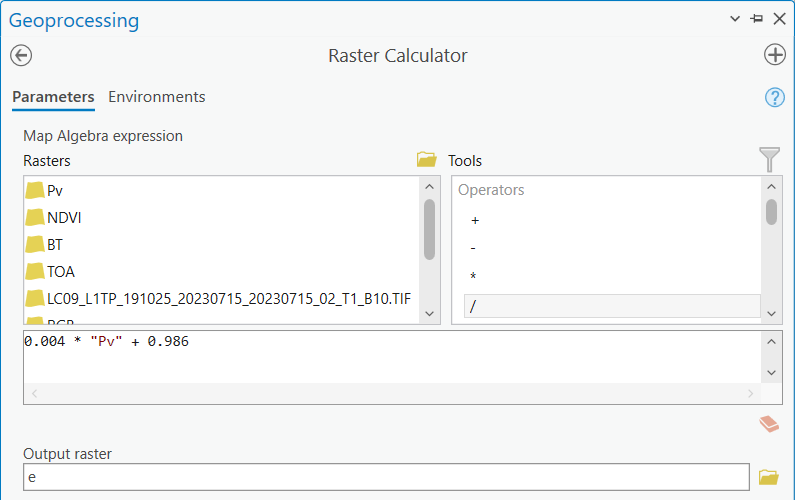 Geoprocessing
Raster Calculator
Parameters Environments
?
Map Algebra expression
Rasters
Tools
Pv
NDVI
BT
TOA
LC09_L1TP_191025_20230715_20230715_02_T1_B10.TIF
Operators
+
-
*
/
0.004 * "Pv" + 0.986
Output raster
e